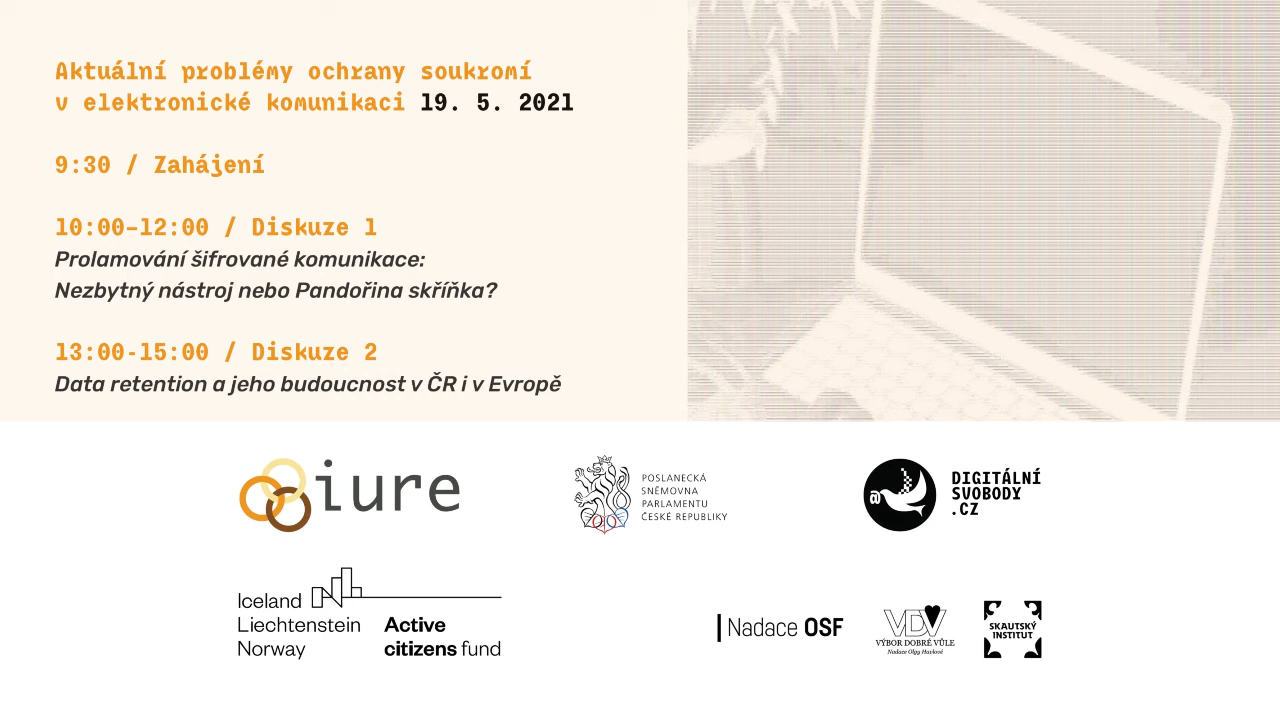 Aktuální problémy ochrany soukromí
v elektronické komunikaci 19. 5. 2021
9:30 / Zahájení
10:00–12:00 / Diskuze 1
Prolamování šifrované komunikace:
Nezbytný nástroj nebo Pandořina skříňka?
13:00-15:00 / Diskuze 2
Data retention a jeho budoucnost v ČR i v Evropě
iure
POSLANECKÁ
SNĚMOVNA
PARLAMENTU
ČESKÉ REPUBLIKY
@
DIGITÁLNÍ
SVOBODY
.CZ
Iceland
Liechtenstein
Norway
Active
citizens fund
Nadace OSF
VDV
VÝBOR DOBRÉ VŮLE
Nadace Olgy Havlové
SKAUTSKÝ
INSTITUT